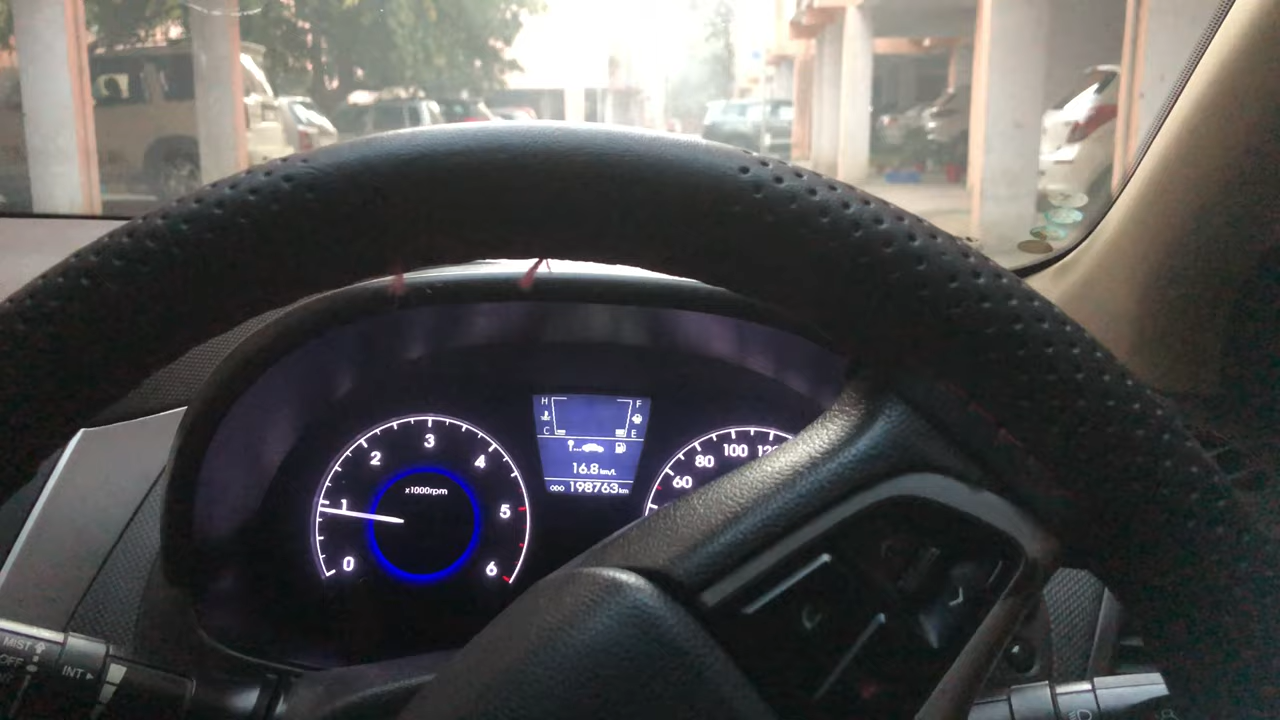 H F
C E
16.8 km/L
ODO 198763 km
x1000rpm
0
1
2
3
4
5
6
60
80
100
MIST
OFF
INT